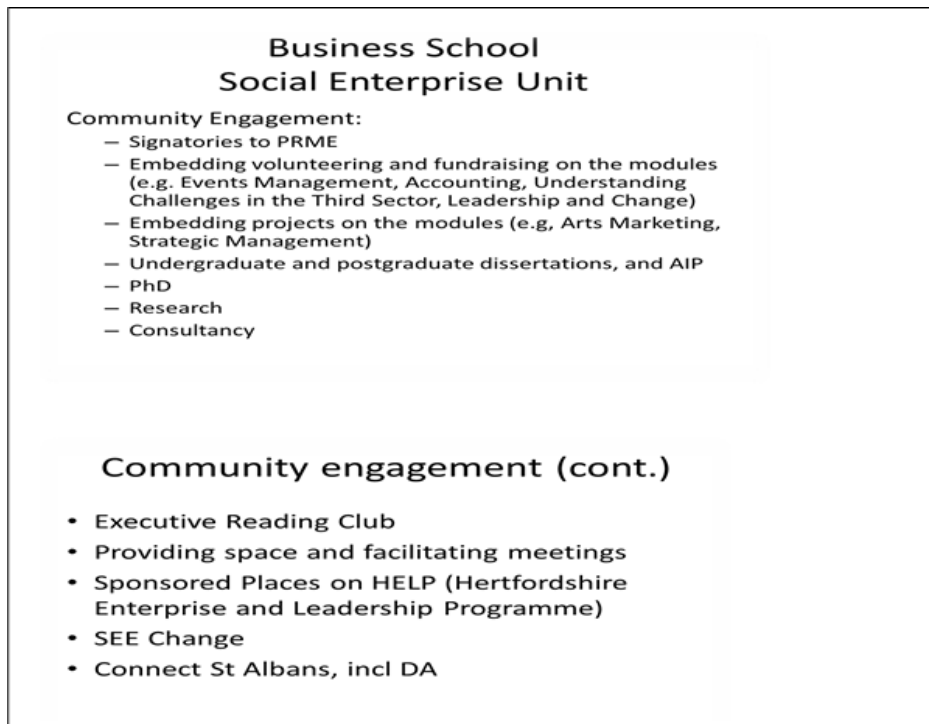 Business School
Social Enterprise Unit
Community Engagement:
– Signatories to PRME
– Embedding volunteering and fundraising on the modules
(e.g. Events Management, Accounting, Understanding
Challenges in the Third Sector, Leadership and Change)
– Embedding projects on the modules (e.g, Arts Marketing,
Strategic Management)
– Undergraduate and postgraduate dissertations, and AIP
– PhD
– Research
– Consultancy
Community engagement (cont.)
• Executive Reading Club
• Providing space and facilitating meetings
• Sponsored Places on HELP (Hertfordshire
Enterprise and Leadership Programme)
• SEE Change
• Connect St Albans, incl DA